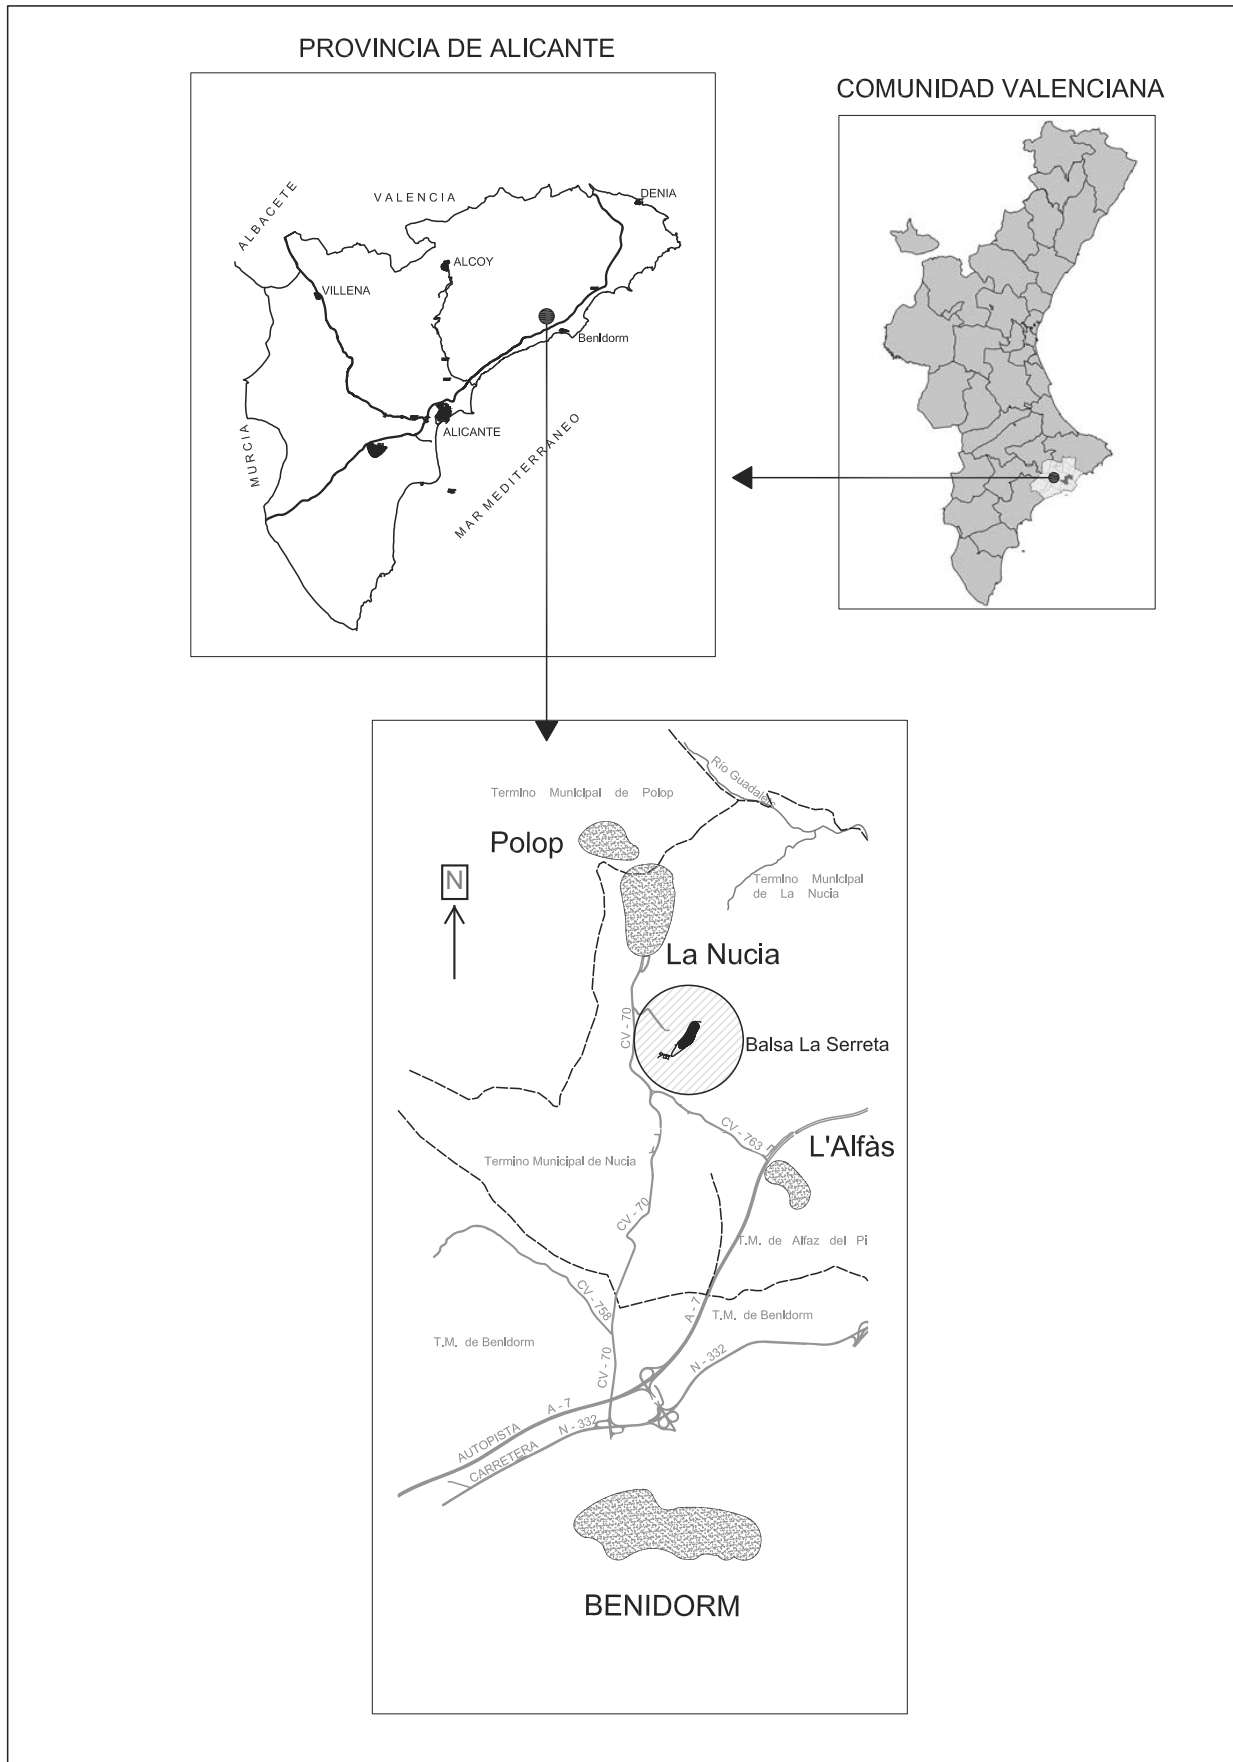 PROVINCIA DE ALICANTE
COMUNIDAD VALENCIANA
ALBACETE
VALENCIA
DENIA
ALCOY
VILLENA
Benidorm
ALICANTE
MURCIA
MAR MEDITERRANEO
Río Guadalest
Termino Municipal de Polop
Polop
N
Termino Municipal
de La Nucia
La Nucia
CV - 70
Balsa La Serreta
CV - 763
L'Alfàs
Termino Municipal de Nucia
CV - 70
T.M. de Alfaz del Pi
CV - 758
A - 7
T.M. de Benidorm
T.M. de Benidorm
N - 332
CV - 70
A - 7
N - 332
AUTOPISTA
CARRETERA
BENIDORM